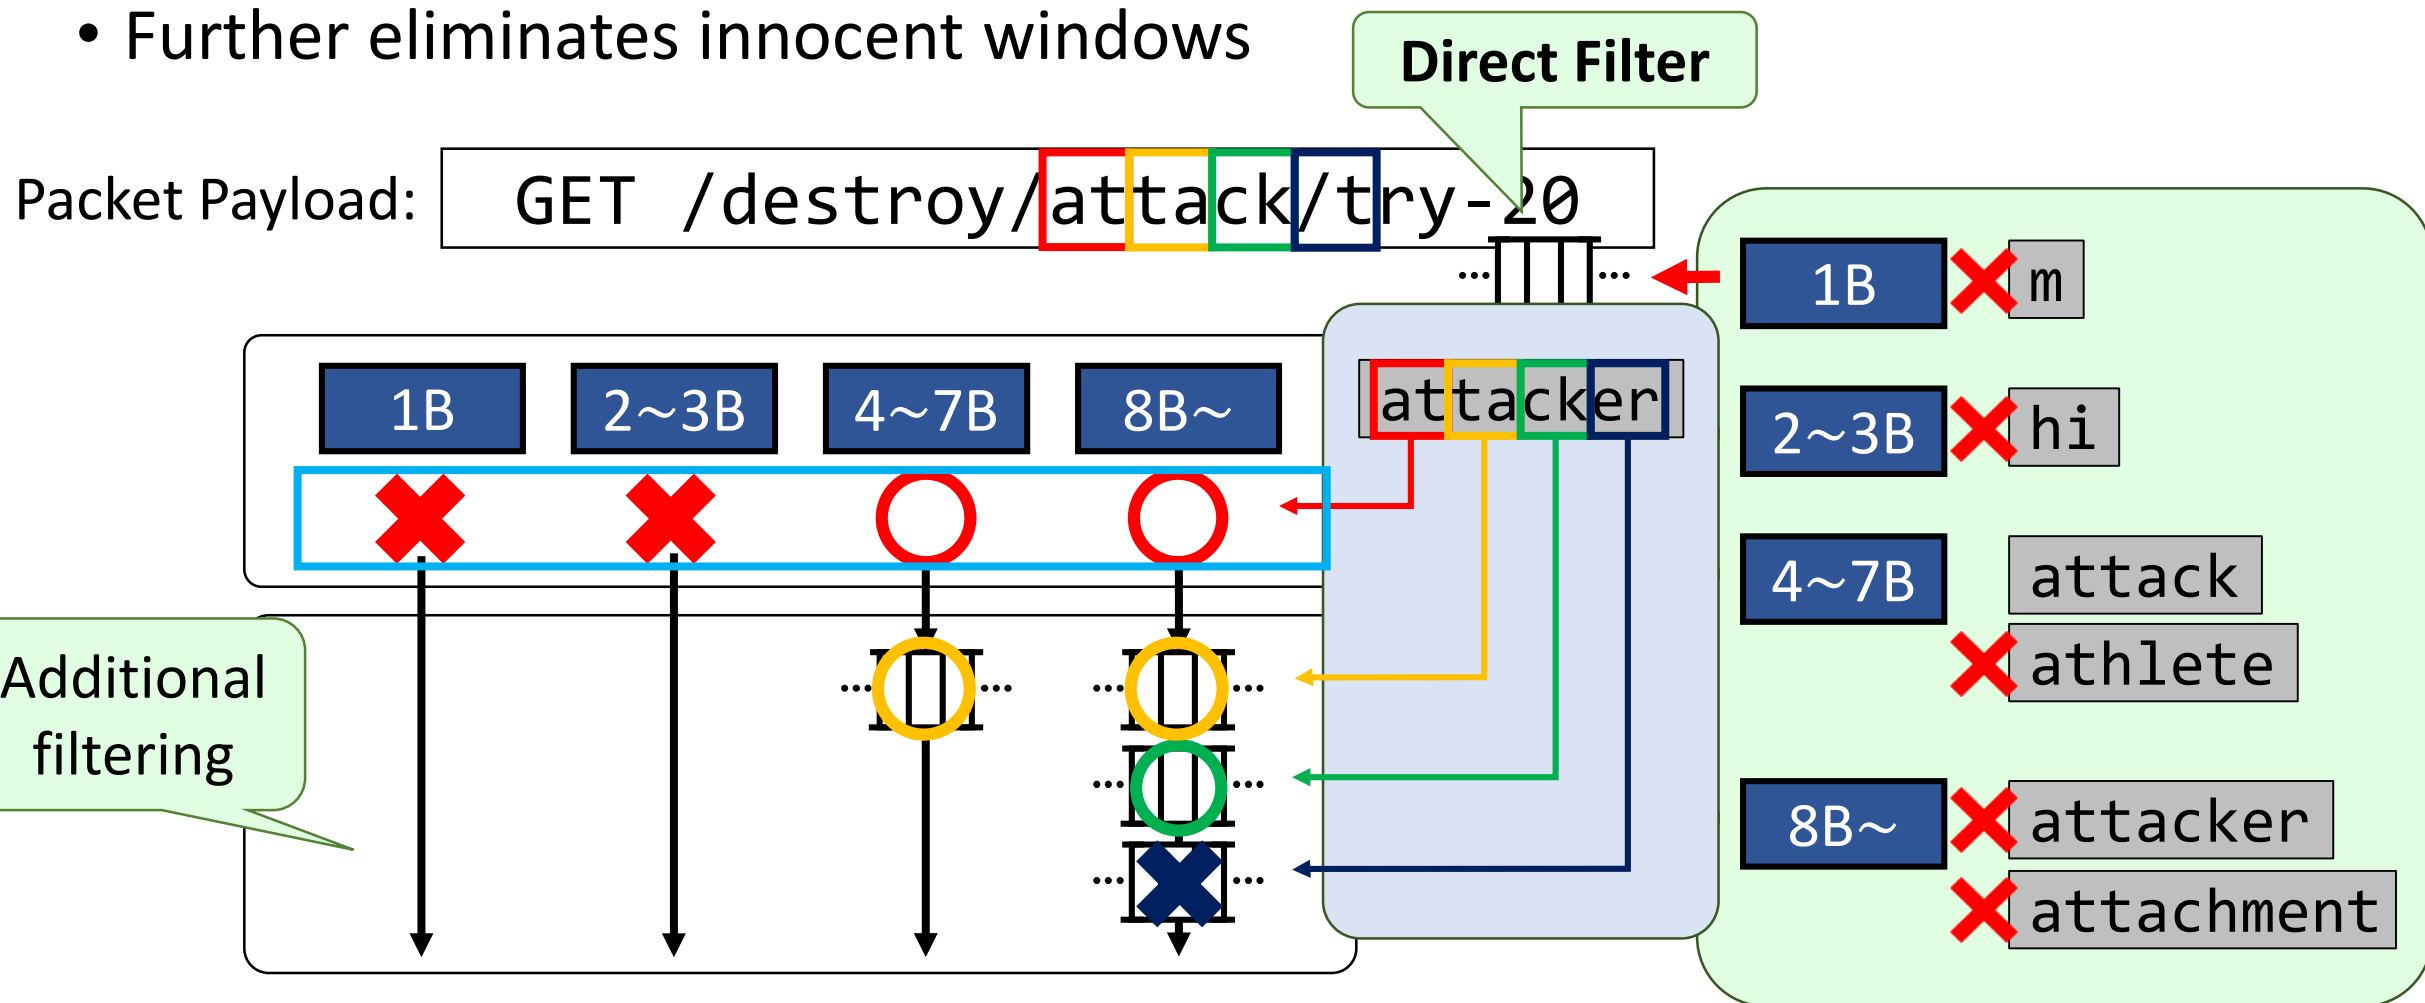 • Further eliminates innocent windows
Direct Filter
Packet Payload:
GET /destroy/attack/try-20
... ...
1B
m
2~3B
hi
4~7B
attack
athlete
8B~
attacker
attachment
1B
2~3B
4~7B
8B~
attacker
... ...
... ...
... ...
... ...
Additional
filtering